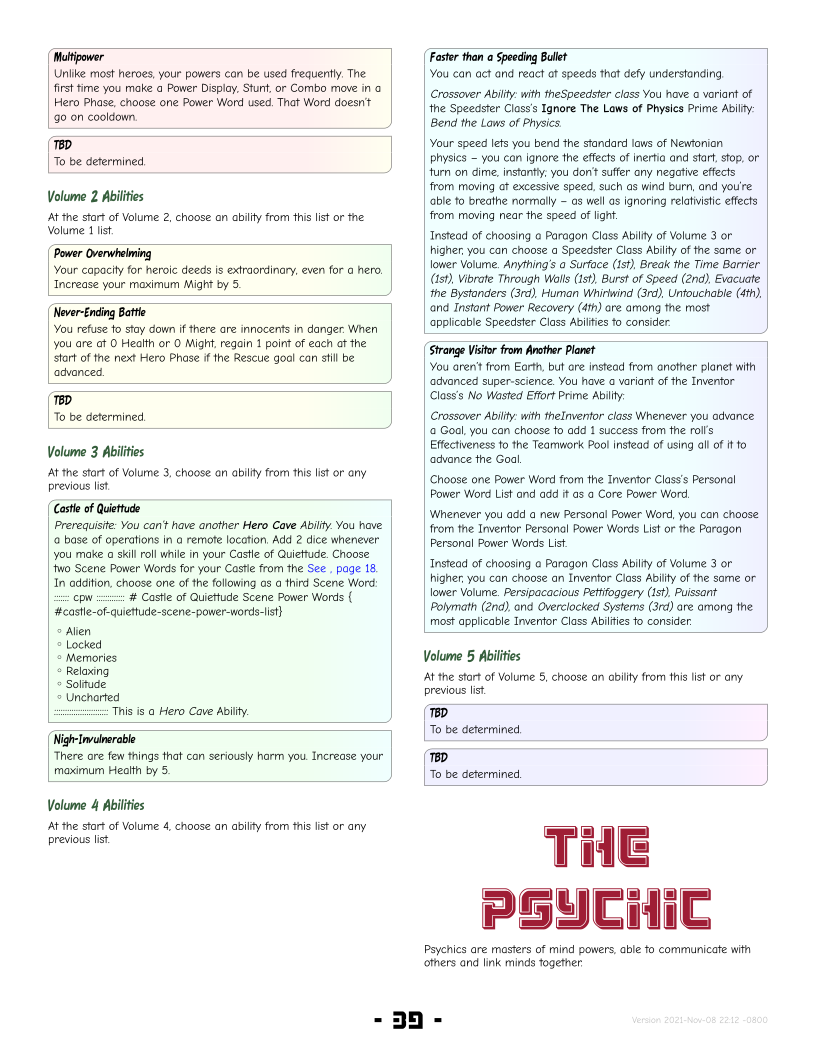 Multipower
Unlike most heroes, your powers can be used frequently. The
first time you make a Power Display, Stunt, or Combo move in a
Hero Phase, choose one Power Word used. That Word doesn't
go on cooldown.
TBD
To be determined.
Volume 2 Abilities
At the start of Volume 2, choose an ability from this list or the
Volume 1 list.
Power Overwhelming
Your capacity for heroic deeds is extraordinary, even for a hero.
Increase your maximum Might by 5.
Never-Ending Battle
You refuse to stay down if there are innocents in danger. When
you are at 0 Health or 0 Might, regain 1 point of each at the
start of the next Hero Phase if the Rescue goal can still be
advanced.
TBD
To be determined.
Volume 3 Abilities
At the start of Volume 3, choose an ability from this list or any
previous list.
Castle of Quiettude
Prerequisite: You can't have another Hero Cave Ability. You have
a base of operations in a remote location. Add 2 dice whenever
you make a skill roll while in your Castle of Quiettude. Choose
two Scene Power Words for your Castle from the See , page 18.
In addition, choose one of the following as a third Scene Word:
::::::: cpw ::::::::::::: # Castle of Quiettude Scene Power Words {
#castle-of-quiettude-scene-power-words-list}
◦ Alien
◦ Locked
◦ Memories
◦ Relaxing
◦ Solitude
◦ Uncharted
::::::::::::::::::::::::: This is a Hero Cave Ability.
Nigh-Invulnerable
There are few things that can seriously harm you. Increase your
maximum Health by 5.
Volume 4 Abilities
At the start of Volume 4, choose an ability from this list or any
previous list.
Faster than a Speeding Bullet
You can act and react at speeds that defy understanding.
Crossover Ability: with theSpeedster class You have a variant of
the Speedster Class's Ignore The Laws of Physics Prime Ability:
Bend the Laws of Physics.
Your speed lets you bend the standard laws of Newtonian
physics – you can ignore the effects of inertia and start, stop, or
turn on dime, instantly; you don't suffer any negative effects
from moving at excessive speed, such as wind burn, and you're
able to breathe normally – as well as ignoring relativistic effects
from moving near the speed of light.
Instead of choosing a Paragon Class Ability of Volume 3 or
higher, you can choose a Speedster Class Ability of the same or
lower Volume. Anything's a Surface (1st), Break the Time Barrier
(1st), Vibrate Through Walls (1st), Burst of Speed (2nd), Evacuate
the Bystanders (3rd), Human Whirlwind (3rd), Untouchable (4th),
and Instant Power Recovery (4th) are among the most
applicable Speedster Class Abilities to consider.
Strange Visitor from Another Planet
You aren't from Earth, but are instead from another planet with
advanced super-science. You have a variant of the Inventor
Class's No Wasted Effort Prime Ability:
Crossover Ability: with theInventor class Whenever you advance
a Goal, you can choose to add 1 success from the roll's
Effectiveness to the Teamwork Pool instead of using all of it to
advance the Goal.
Choose one Power Word from the Inventor Class's Personal
Power Word List and add it as a Core Power Word.
Whenever you add a new Personal Power Word, you can choose
from the Inventor Personal Power Words List or the Paragon
Personal Power Words List.
Instead of choosing a Paragon Class Ability of Volume 3 or
higher, you can choose an Inventor Class Ability of the same or
lower Volume. Persipacacious Pettifoggery (1st), Puissant
Polymath (2nd), and Overclocked Systems (3rd) are among the
most applicable Inventor Class Abilities to consider.
Volume 5 Abilities
At the start of Volume 5, choose an ability from this list or any
previous list.
TBD
To be determined.
TBD
To be determined.
THE
PSYCHIC
Psychics are masters of mind powers, able to communicate with
others and link minds together.
- 39 -
Version 2021-Nov-08 22:12 -0800